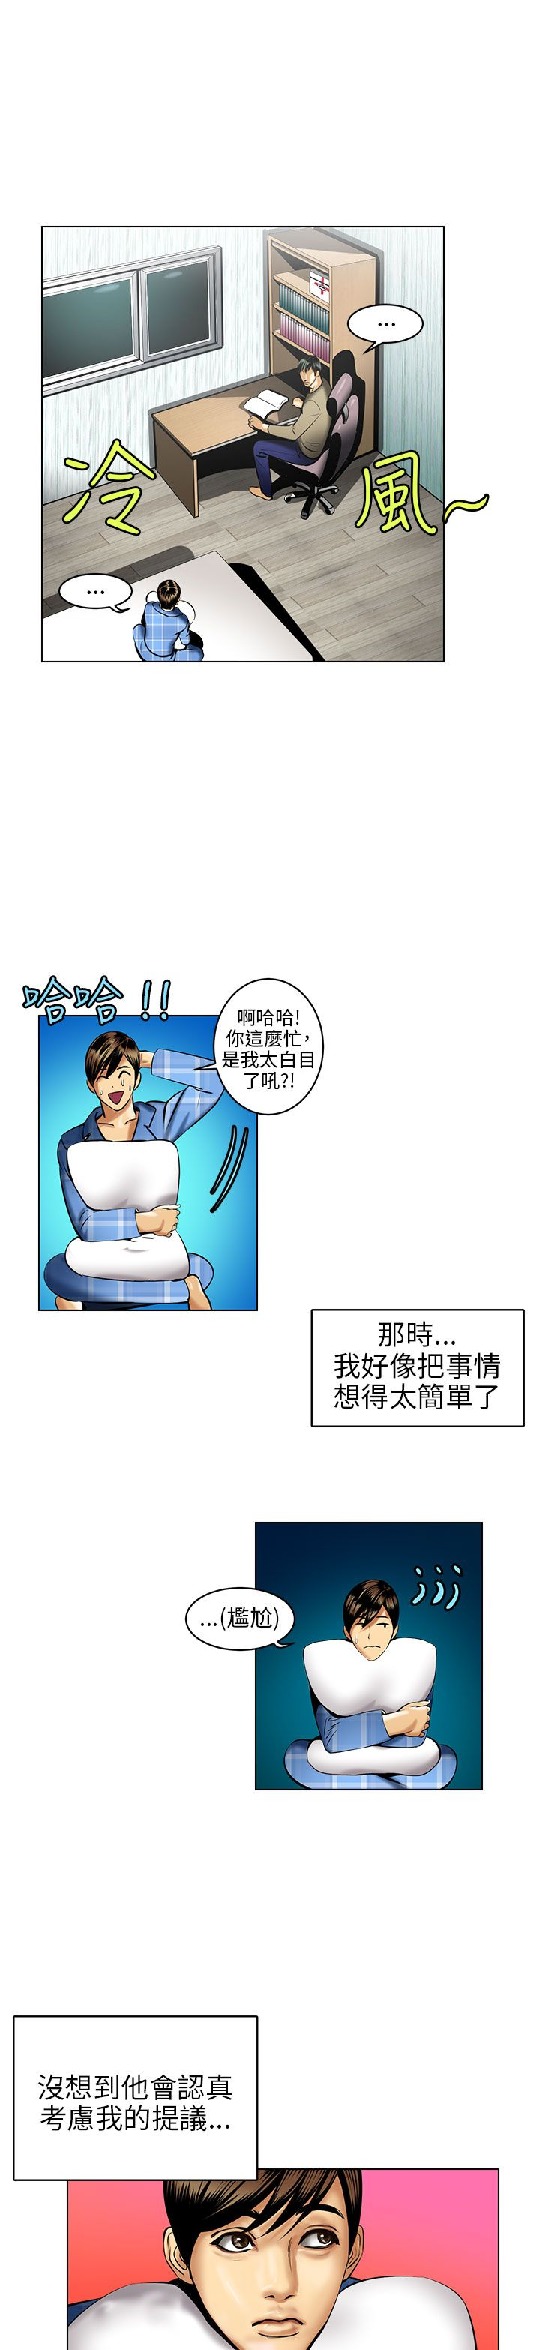 ...
冷風~
...
哈哈!!
啊哈哈!
你這麼忙,
是我太白目
了吼?!
那時...
我好像把事情
想得太簡單了
...(尷尬)
沒想到他會認真
考慮我的提議...